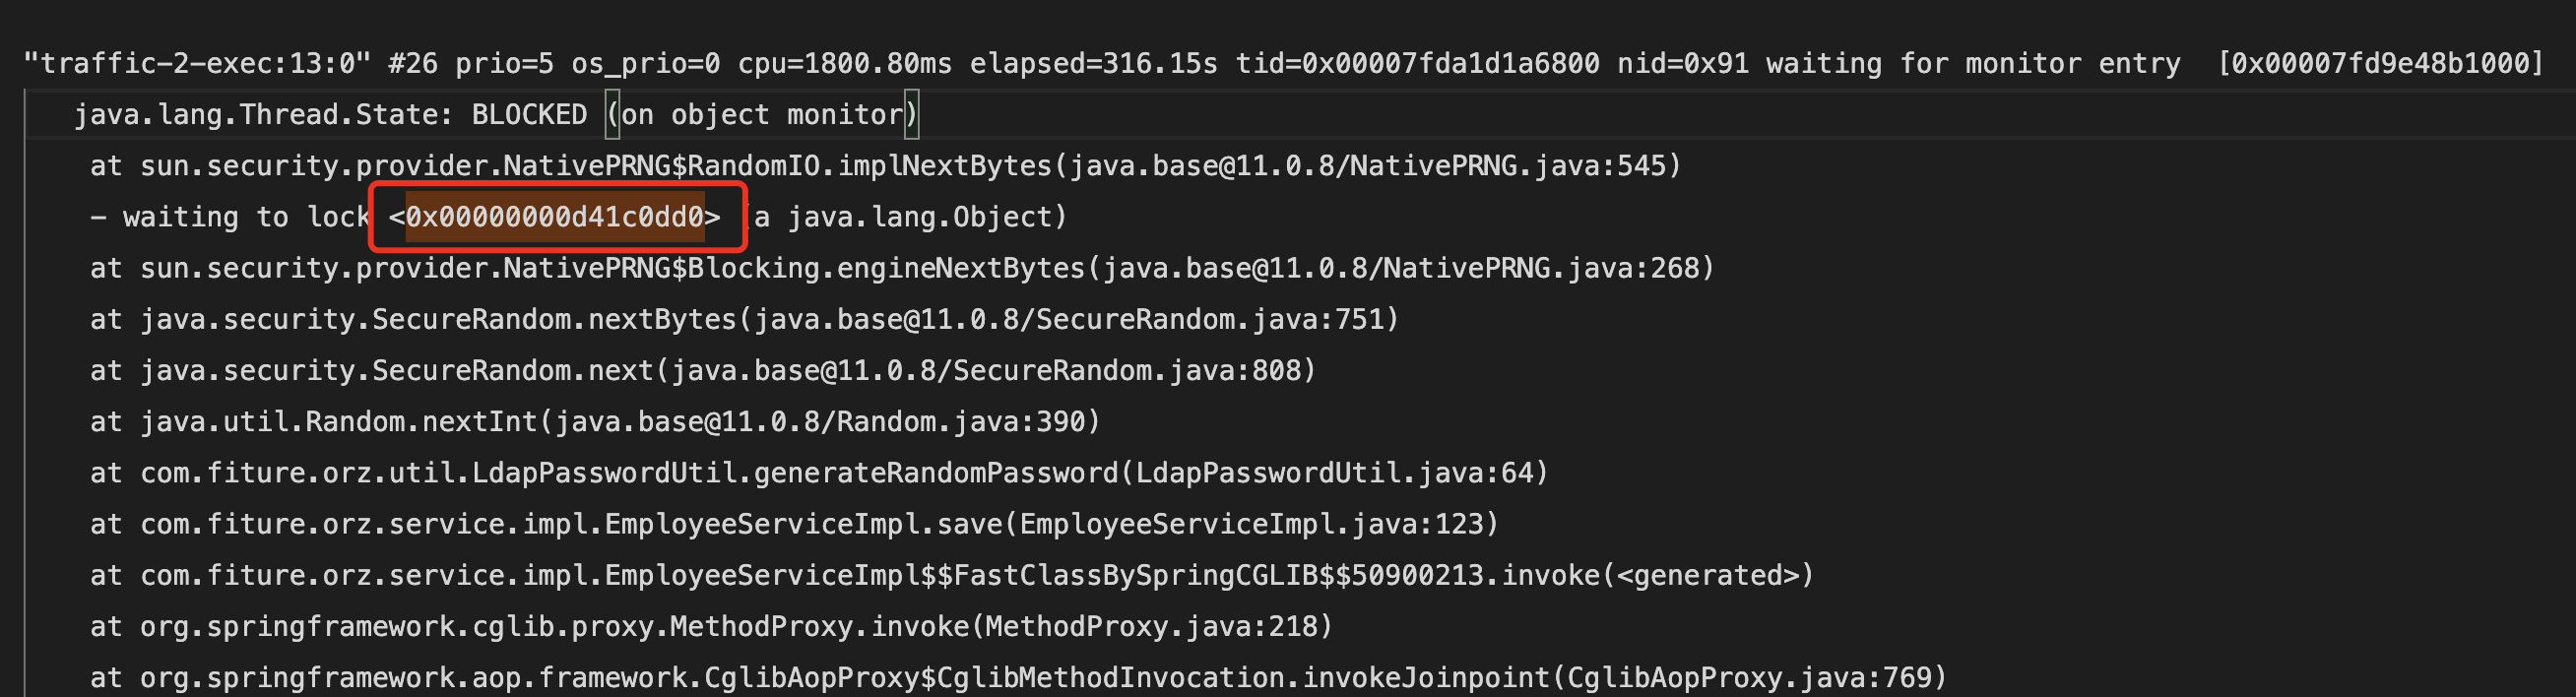 "traffic-2-exec:13:0" #26 prio=5 os_prio=0 cpu=1800.80ms elapsed=316.15s tid=0x00007fda1d1a6800 nid=0x91 waiting for monitor entry  [0x00007fd9e48b1000]
java.lang.Thread.State: BLOCKED (on object monitor)
at sun.security.provider.NativePRNG$RandomIO.implNextBytes(java.base@11.0.8/NativePRNG.java:545)
- waiting to lock <0x00000000d41c0dd0> (a java.lang.Object)
at sun.security.provider.NativePRNG$Blocking.engineNextBytes(java.base@11.0.8/NativePRNG.java:268)
at java.security.SecureRandom.nextBytes(java.base@11.0.8/SecureRandom.java:751)
at java.security.SecureRandom.next(java.base@11.0.8/SecureRandom.java:808)
at java.util.Random.nextInt(java.base@11.0.8/Random.java:390)
at com.fiture.orz.util.LdapPasswordUtil.generateRandomPassword(LdapPasswordUtil.java:64)
at com.fiture.orz.service.impl.EmployeeServiceImpl.save(EmployeeServiceImpl.java:123)
at com.fiture.orz.service.impl.EmployeeServiceImpl$$FastClassBySpringCGLIB$$50900213.invoke(<generated>)
at org.springframework.cglib.proxy.MethodProxy.invoke(MethodProxy.java:218)
at org.springframework.aop.framework.CglibAopProxy$CglibMethodInvocation.invokeJoinpoint(CglibAopProxy.java:769)